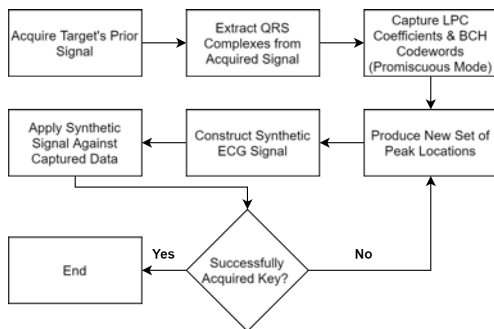 Acquire Target's Prior
Signal
Extract QRS
Complexes from
Acquired Signal
Capture LPC
Coefficients & BCH
Codewords
(Promiscuous Mode)
Produce New Set of
Peak Locations
Construct Synthetic
ECG Signal
Apply Synthetic
Signal Against
Captured Data
Successfully
Acquired Key?
Yes
No
End